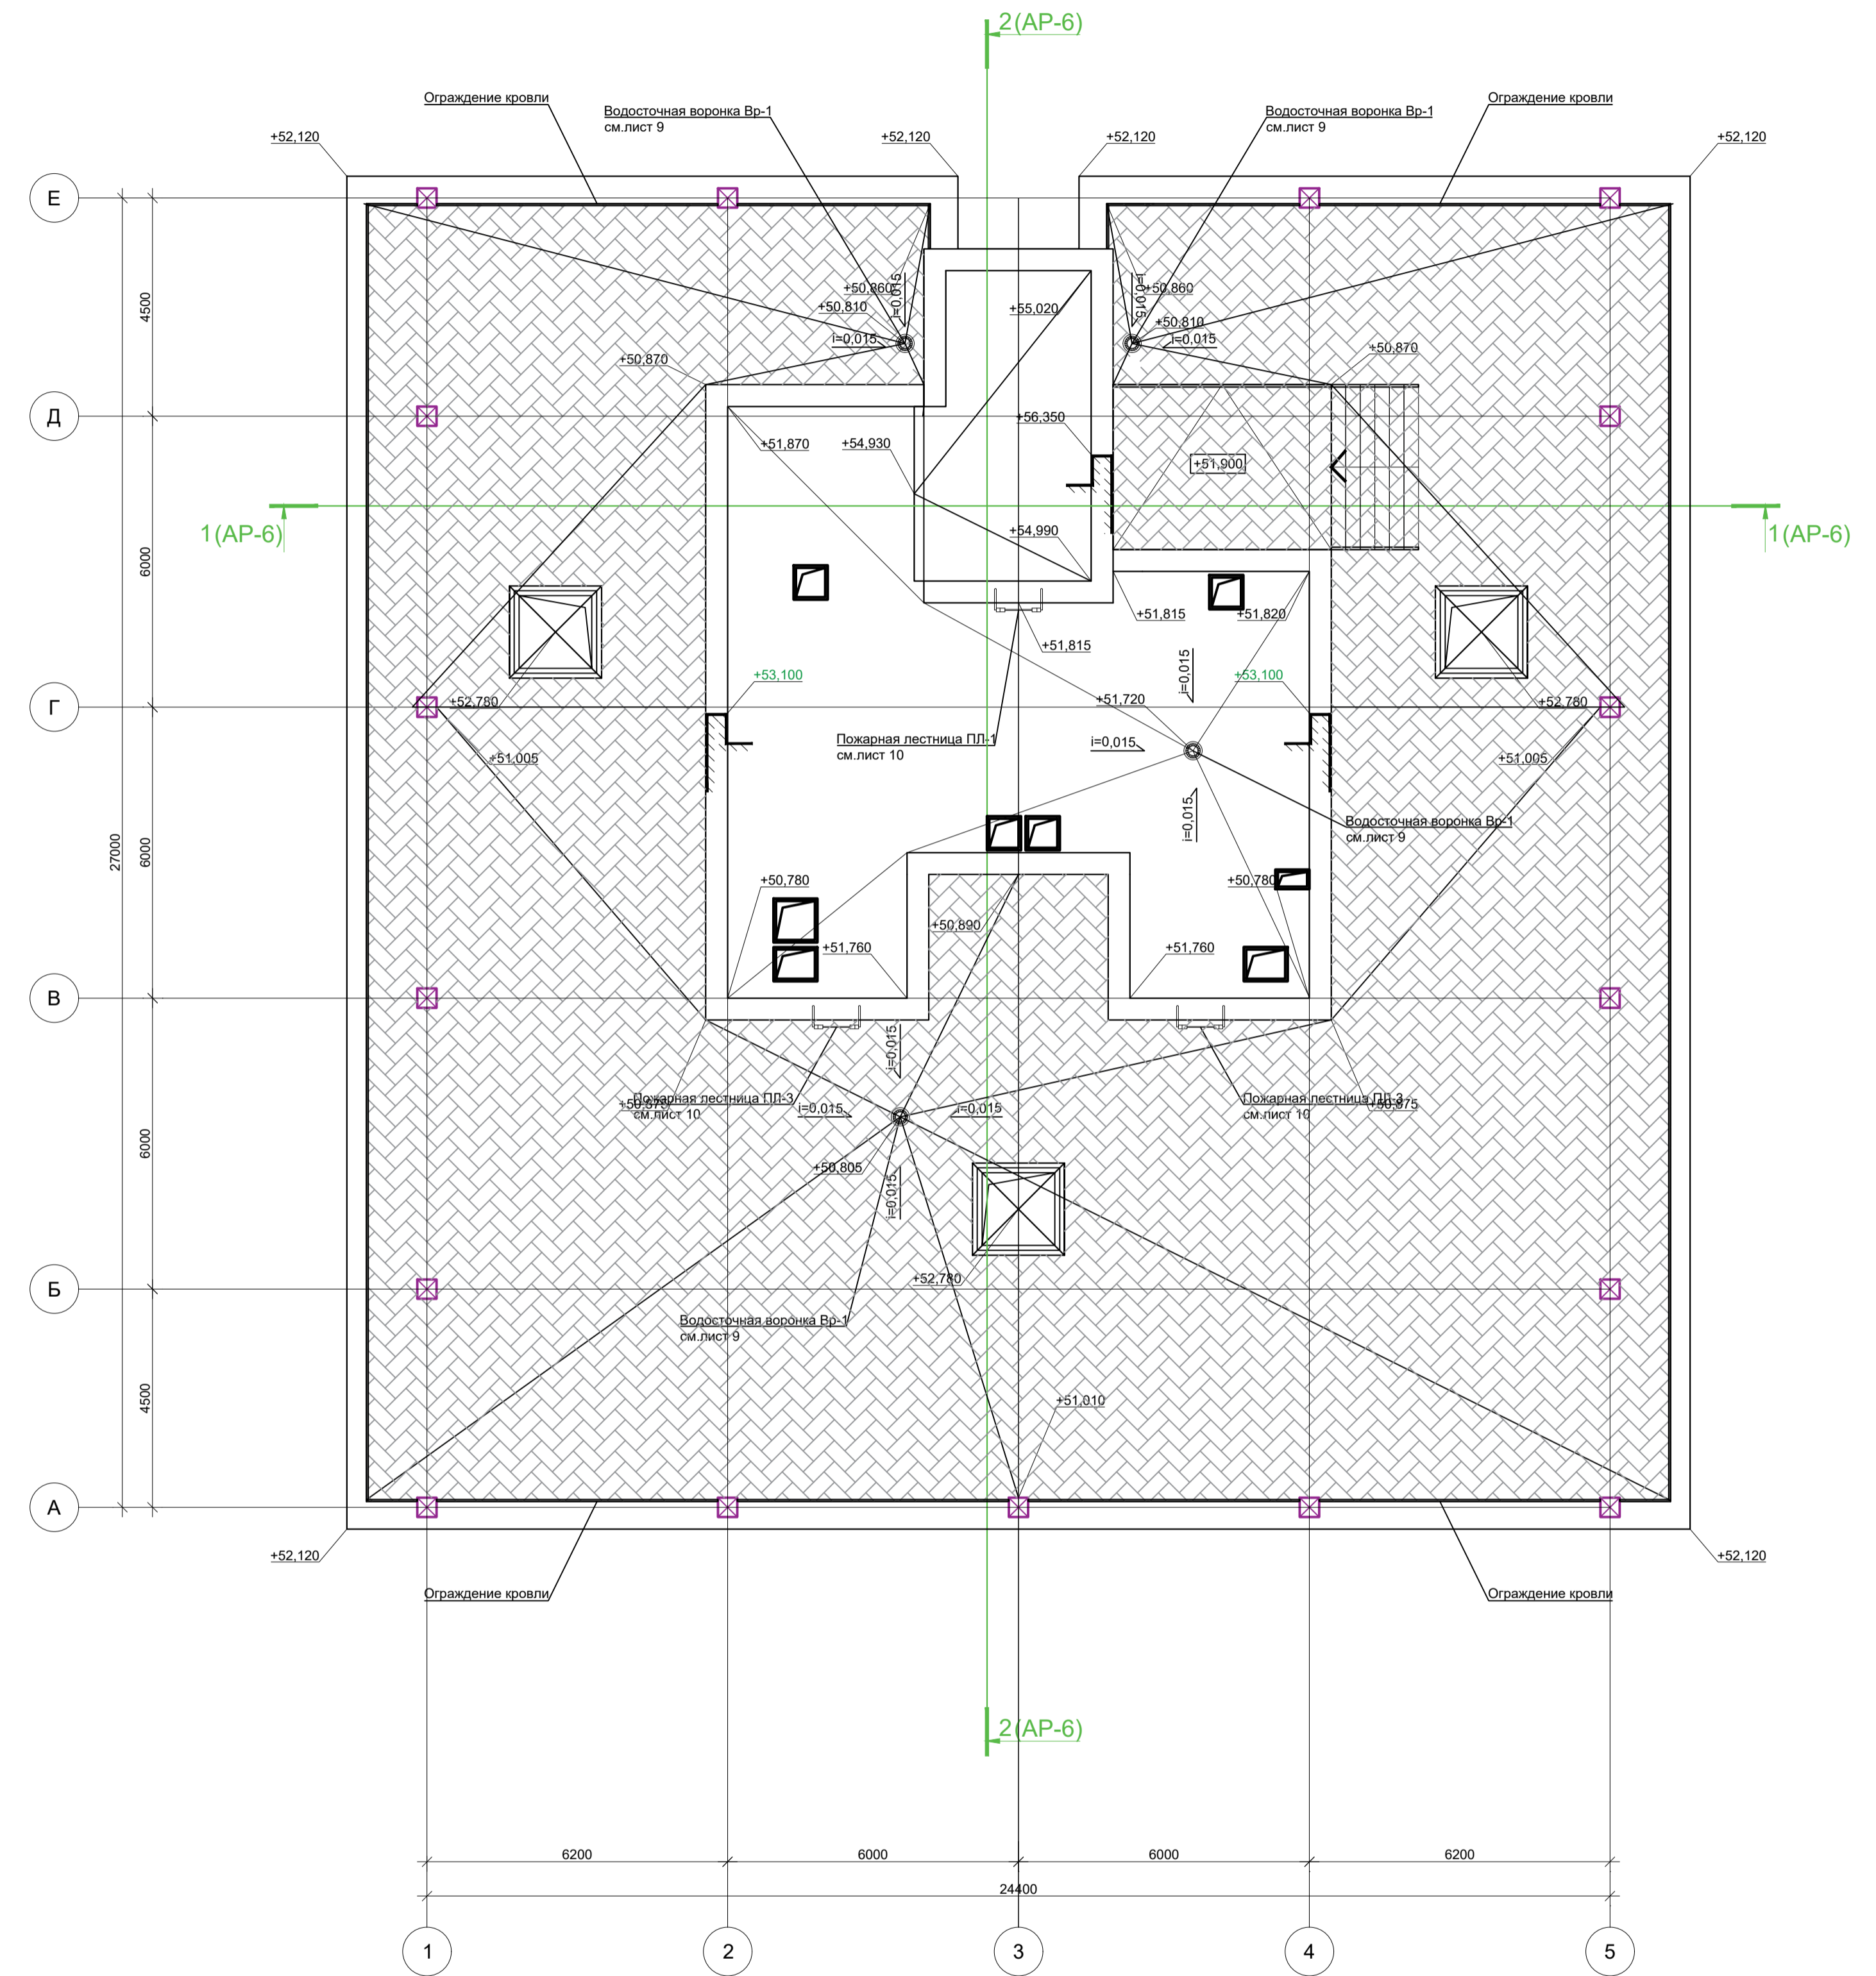 2(АР-6)
Ограждение кровли
Водосточная воронка Вр-1
см.лист 9
Водосточная воронка Вр-1
см.лист 9
Ограждение кровли
+52,120
+52,120
+52,120
+52,120
Е
4500
+50,860
i=0,015
+50,810
i=0,015
+50,870
+55,020
i=0,015
+50,860
+50,810
i=0,015
+50,870
Д
+51,870
+54,930
+56,350
+51,900
+54,990
1(АР-6)
1(АР-6)
6000
+51,815
+51,820
+51,815
+53,100
i=0,015
+53,100
+52,780
+51,720
+52,780
Г
Пожарная лестница ПЛ-1
см.лист 10
i=0,015
+51,005
+51,005
i=0,015
Водосточная воронка Вр-1
см.лист 9
27000
6000
+50,780
+50,780
+50,890
+51,760
+51,760
В
i=0,015
Пожарная лестница ПЛ-3
см.лист 10
i=0,015
i=0,015
Пожарная лестница ПЛ-3
см.лист 10
+50,875
6000
+50,805
i=0,015
+52,780
Б
Водосточная воронка Вр-1
см.лист 9
4500
+51,010
А
+52,120
+52,120
Ограждение кровли
Ограждение кровли
2(АР-6)
6200
6000
6000
6200
24400
1
2
3
4
5